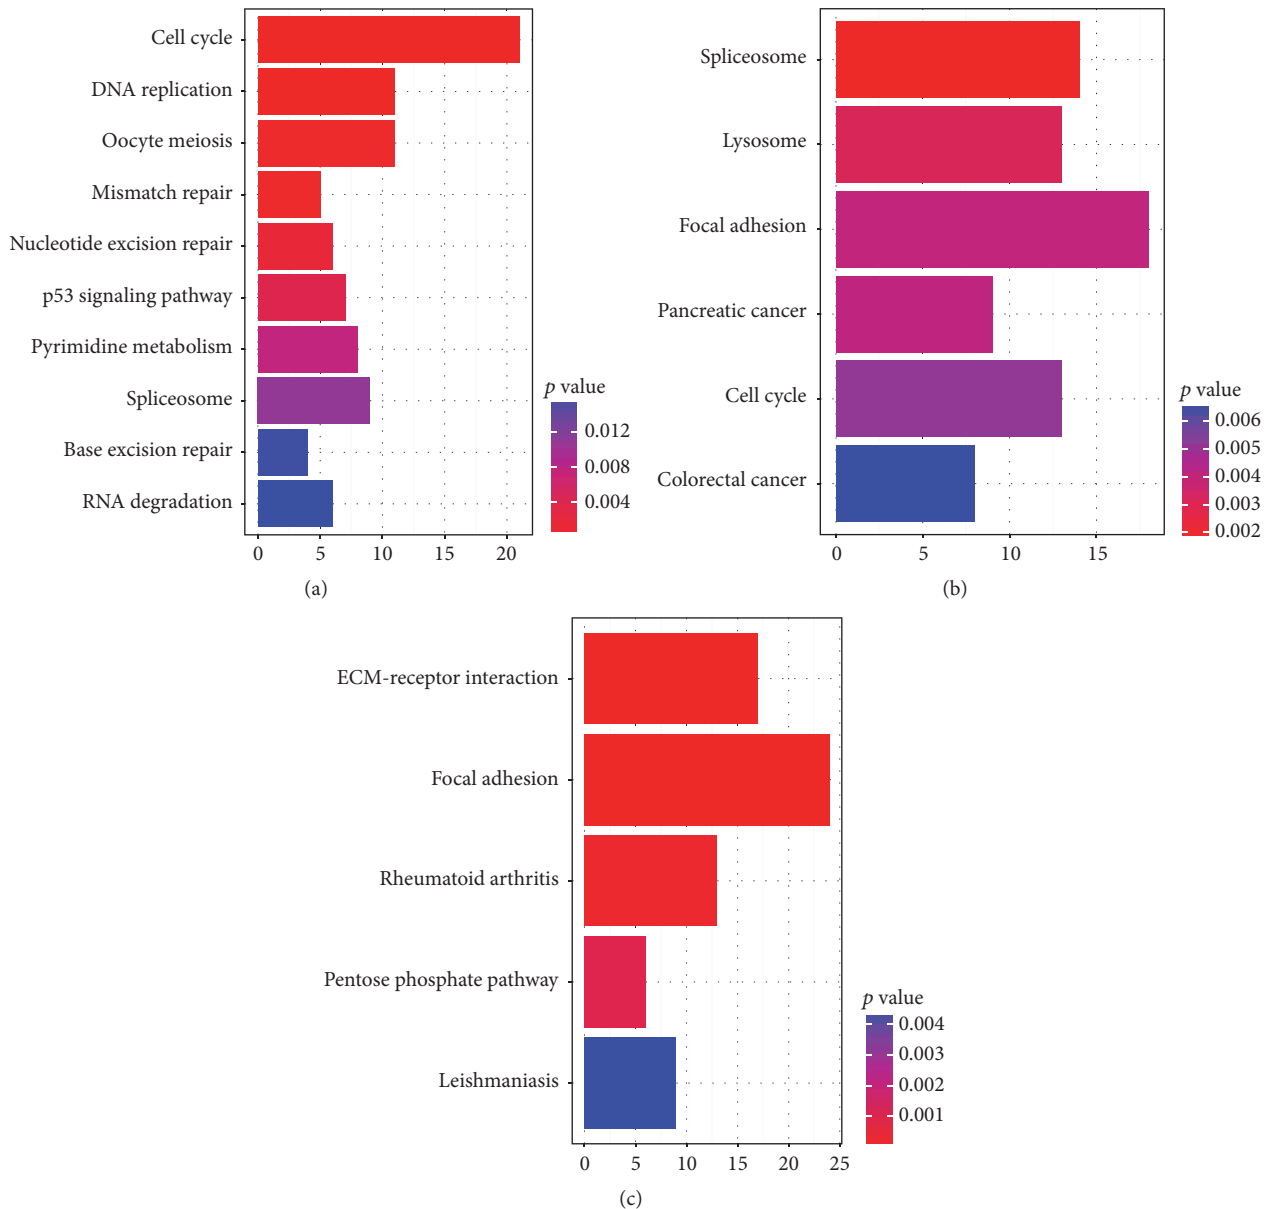 Cell cycle
DNA replication
Oocyte meiosis
Mismatch repair
Nucleotide excision repair
p53 signaling pathway
Pyrimidine metabolism
Spliceosome
Base excision repair
RNA degradation
0 5 10 15 20
p value
0.012
0.008
0.004
(a)
Spliceosome
Lysosome
Focal adhesion
Pancreatic cancer
Cell cycle
Colorectal cancer
0 5 10 15
p value
0.006
0.005
0.004
0.003
0.002
(b)
ECM-receptor interaction
Focal adhesion
Rheumatoid arthritis
Pentose phosphate pathway
Leishmaniasis
0 5 10 15 20 25
p value
0.004
0.003
0.002
0.001
(c)